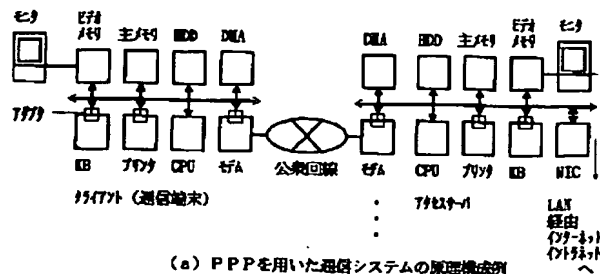 モニタ ビデオメモリ 主メモリ HDD DMA
DMA HDD 主メモリ ビデオメモリ モニタ
アダプタ
KB プリンタ CPU モデム 公衆回線 モデム CPU プリンタ KB NIC
クライアント（通信端末）
アクセスサーバ
LAN
経由
インターネット
イントラネット
へ
(a) PPPを用いた通信システムの原理構成例